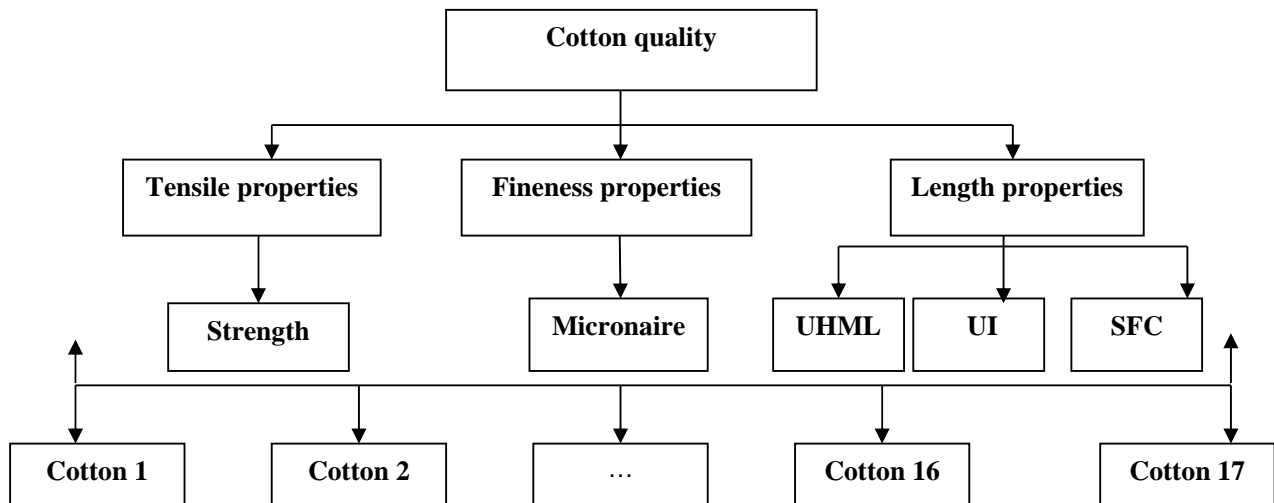 Cotton quality
Tensile properties
Fineness properties
Length properties
Strength
Micronaire
UHML
UI
SFC
Cotton 1
Cotton 2
…
Cotton 16
Cotton 17